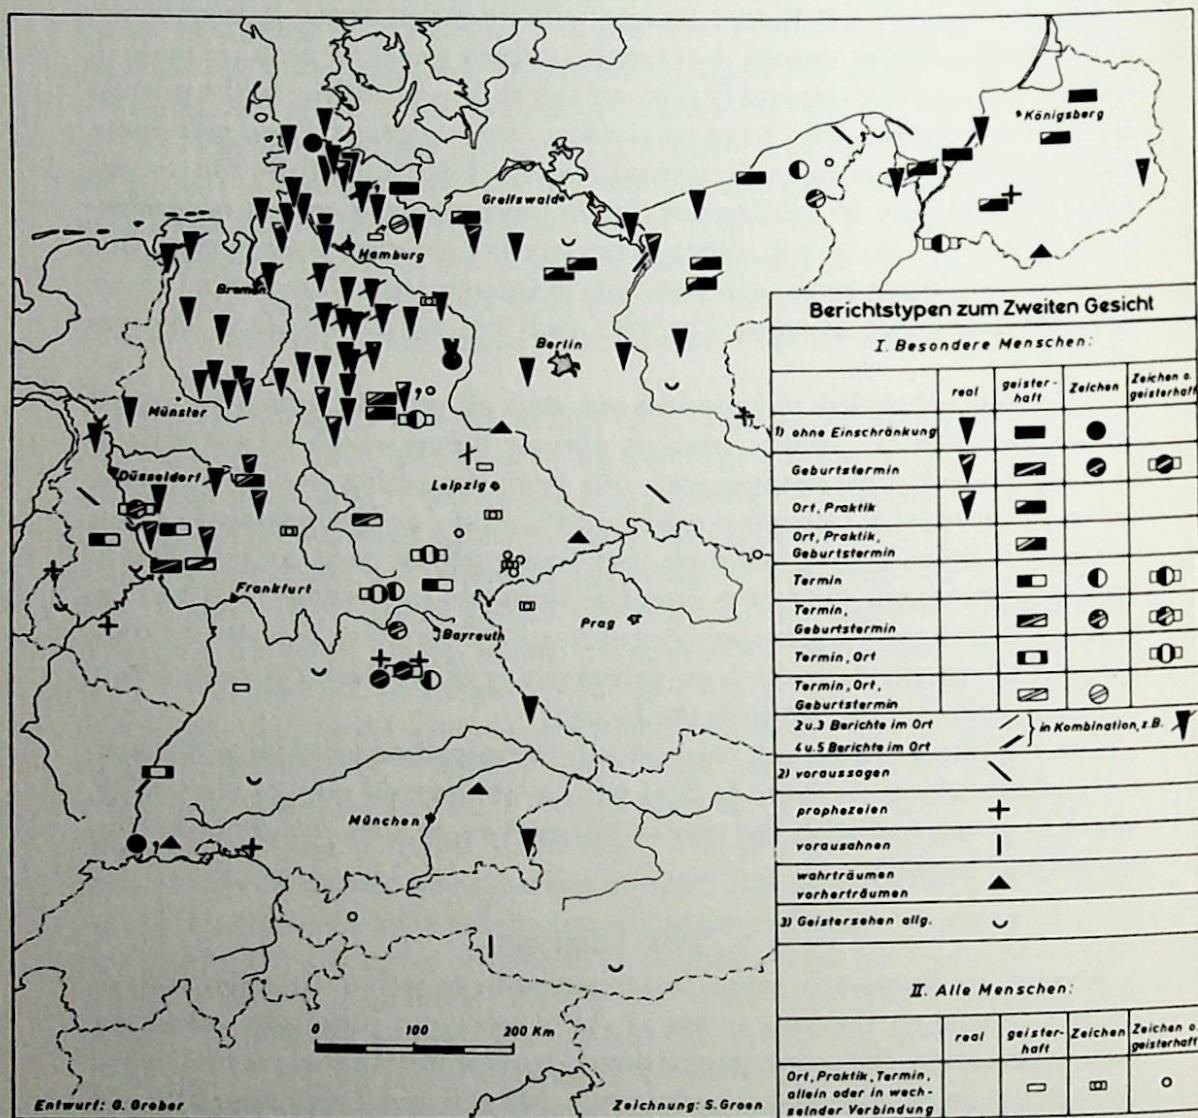 Königsberg
Greifswald
Hamburg
Bremen
Berlin
Münster
Düsseldorf
Leipzig
Frankfurt
Bayreuth
Prag
München
0 100 200 Km
Entwurf: G. Grober
Zeichnung: S. Groen
Berichtstypen zum Zweiten Gesicht
I. Besondere Menschen:
real
geister-
haft
Zeichen
Zeichen o.
geisterhaft
1) ohne Einschränkung
Geburtstermin
Ort, Praktik
Ort, Praktik,
Geburtstermin
Termin
Termin,
Geburtstermin
Termin, Ort
Termin, Ort,
Geburtstermin
2 u. 3 Berichte im Ort
4 u. 5 Berichte im Ort
in Kombination, z.B.
2) voraussagen
prophezeien
vorausahnen
wahrträumen
vorherträumen
3) Geistersehen allg.
II. Alle Menschen:
real
geister-
haft
Zeichen
Zeichen o.
geisterhaft
Ort, Praktik, Termin,
allein oder in wech-
selnder Verbindung